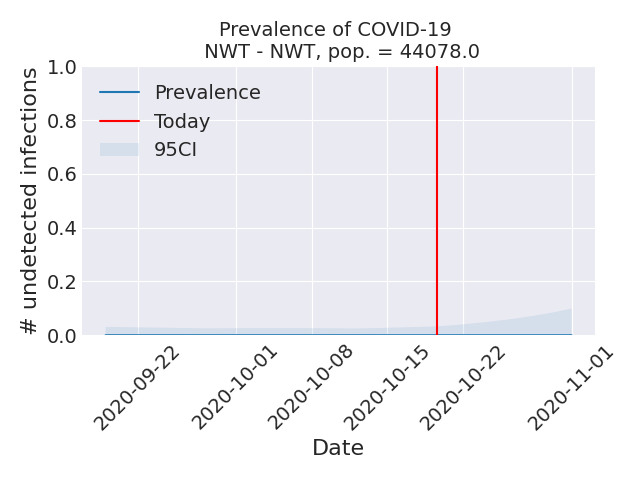 Prevalence of COVID-19
NWT - NWT, pop. = 44078.0
# undetected infections
1.0
0.8
0.6
0.4
0.2
0.0
Prevalence
Today
95CI
2020-09-22
2020-10-01
2020-10-08
2020-10-15
2020-10-22
2020-11-01
Date